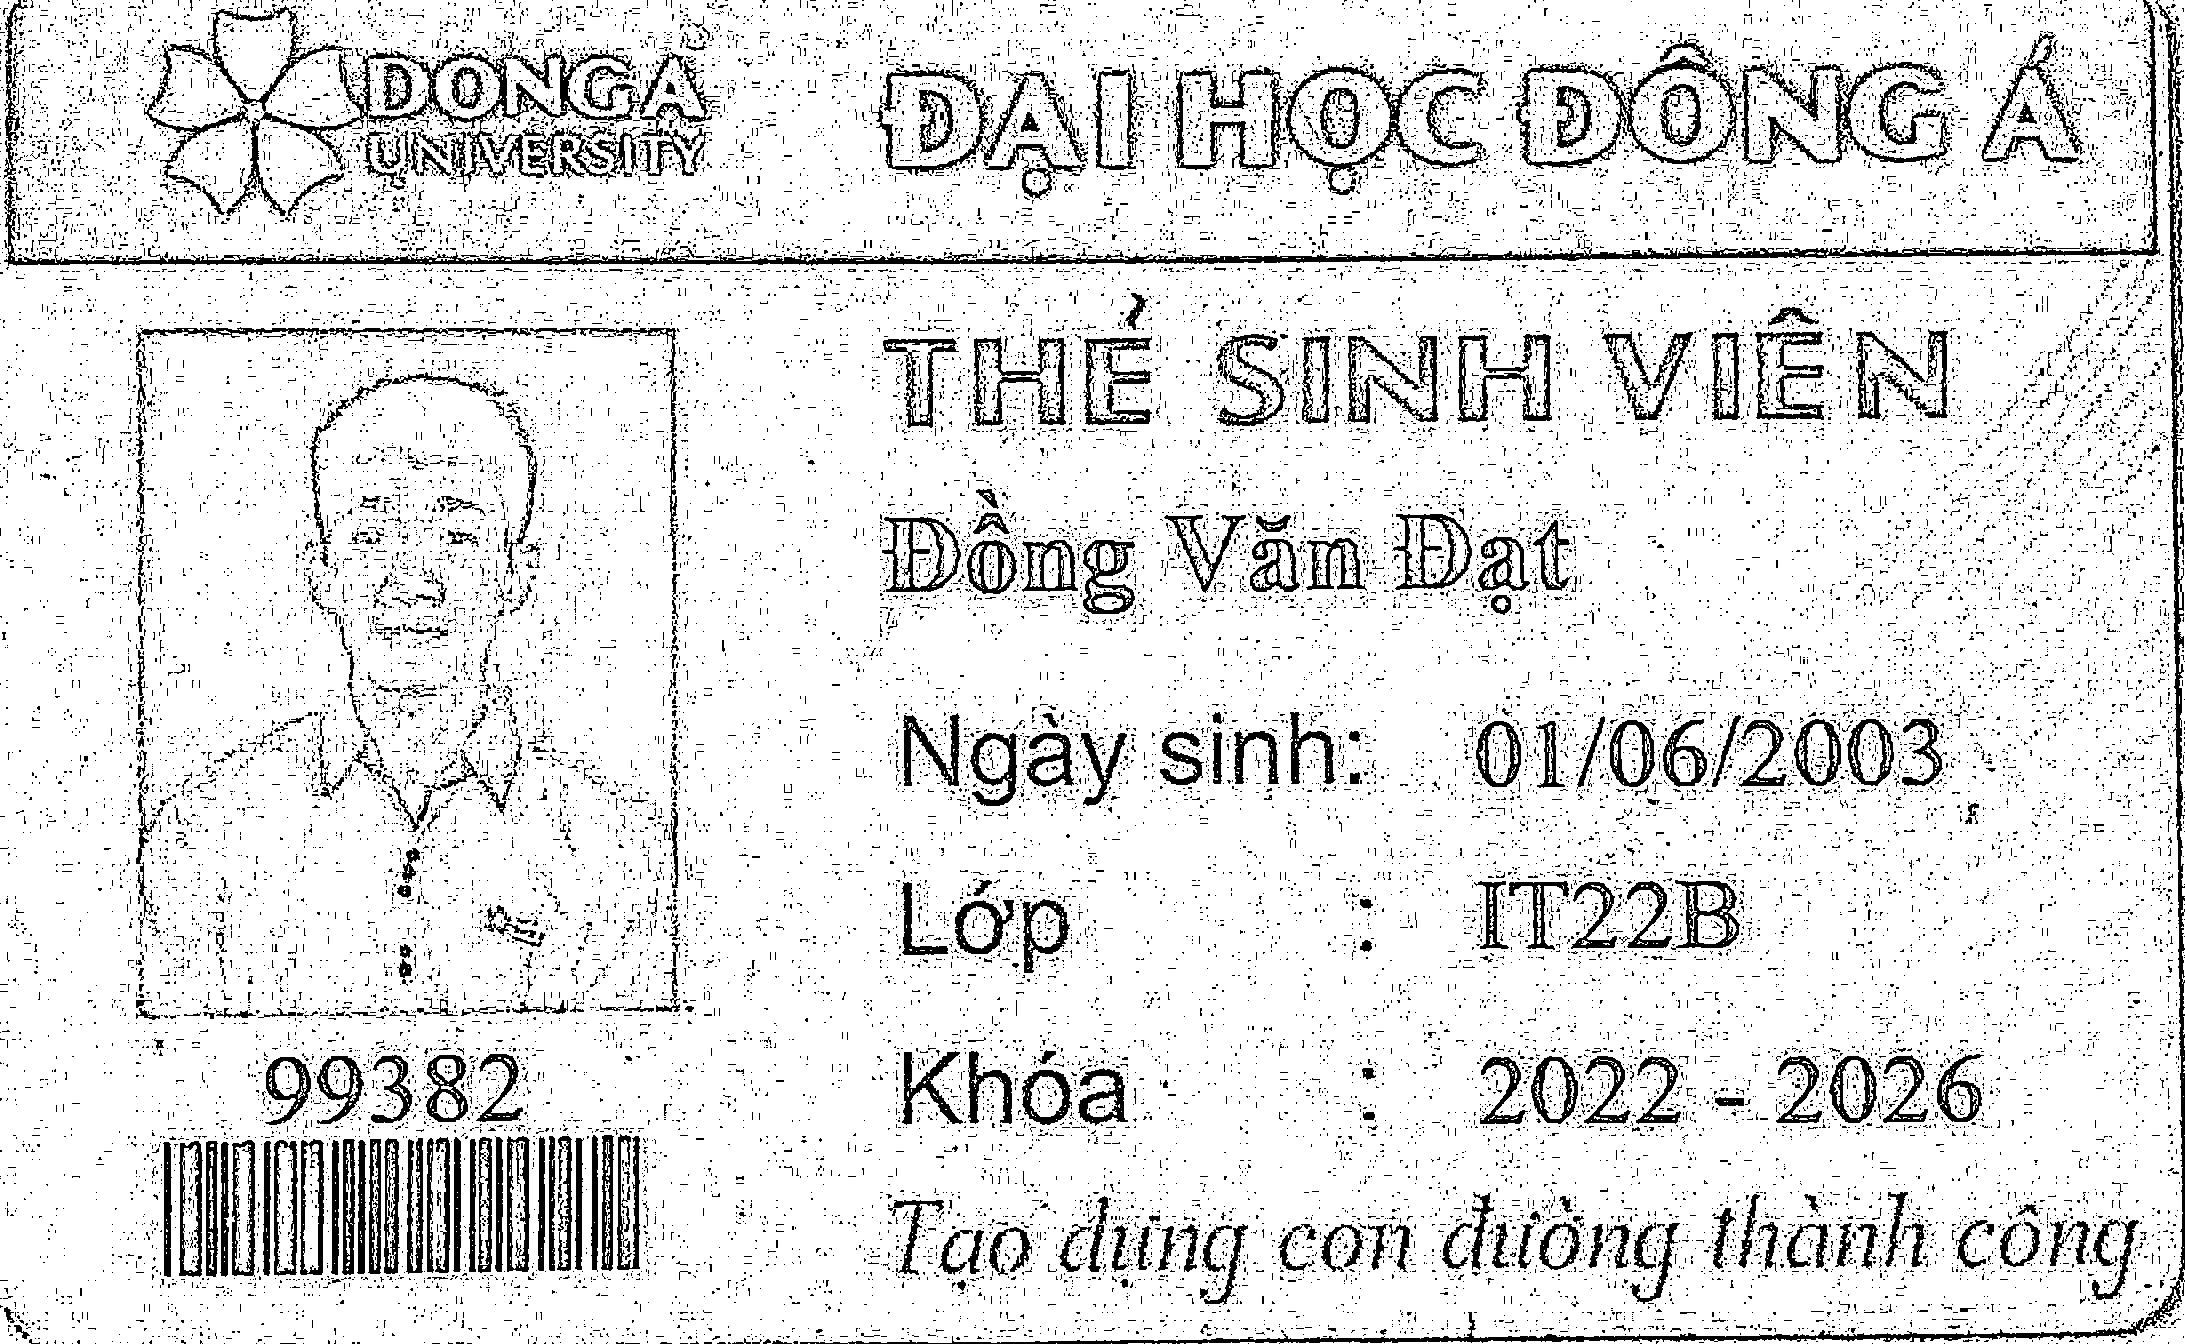 DONG A
UNIVERSITY
ĐẠI HỌC ĐÔNG Á
THẺ SINH VIÊN
Đồng Văn Đạt
Ngày sinh: 01/06/2003
Lớp : IT22B
Khóa : 2022 - 2026
99382
Tạo dựng con đường thành công